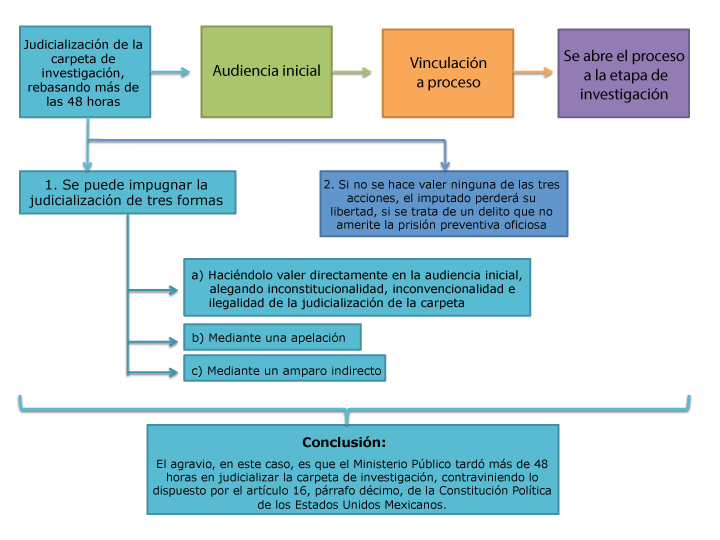 Judicialización de la
carpeta de
investigación,
rebasando más de
las 48 horas
Audiencia inicial
Vinculación
a proceso
Se abre el proceso
a la etapa de
investigación
1. Se puede impugnar la
judicialización de tres formas
2. Si no se hace valer ninguna de las tres
acciones, el imputado perderá su
libertad, si se trata de un delito que no
amerite la prisión preventiva oficiosa
a) Haciéndolo valer directamente en la audiencia inicial,
alegando inconstitucionalidad, inconvencionalidad e
ilegalidad de la judicialización de la carpeta
b) Mediante una apelación
c) Mediante un amparo indirecto
Conclusión:
El agravio, en este caso, es que el Ministerio Público tardó más de 48
horas en judicializar la carpeta de investigación, contraviniendo lo
dispuesto por el artículo 16, párrafo décimo, de la Constitución Política
de los Estados Unidos Mexicanos.